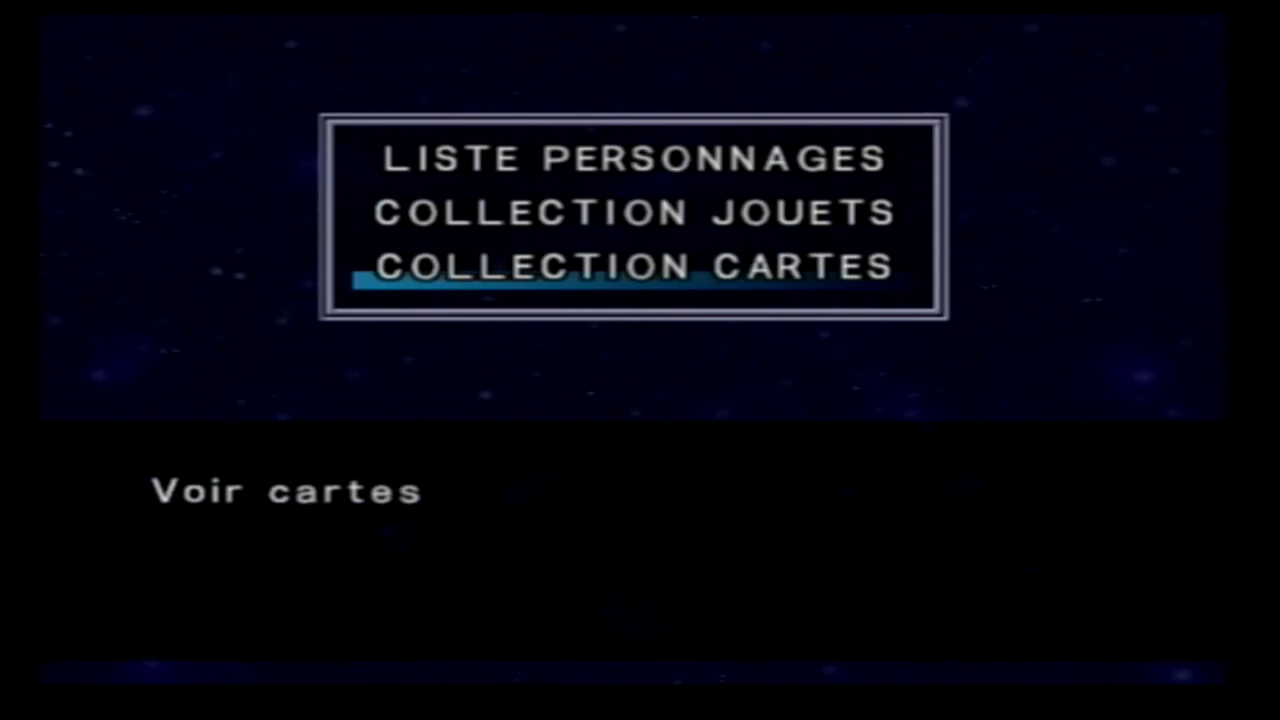 LISTE PERSONNAGES
COLLECTION JOUETS
COLLECTION CARTES
Voir cartes